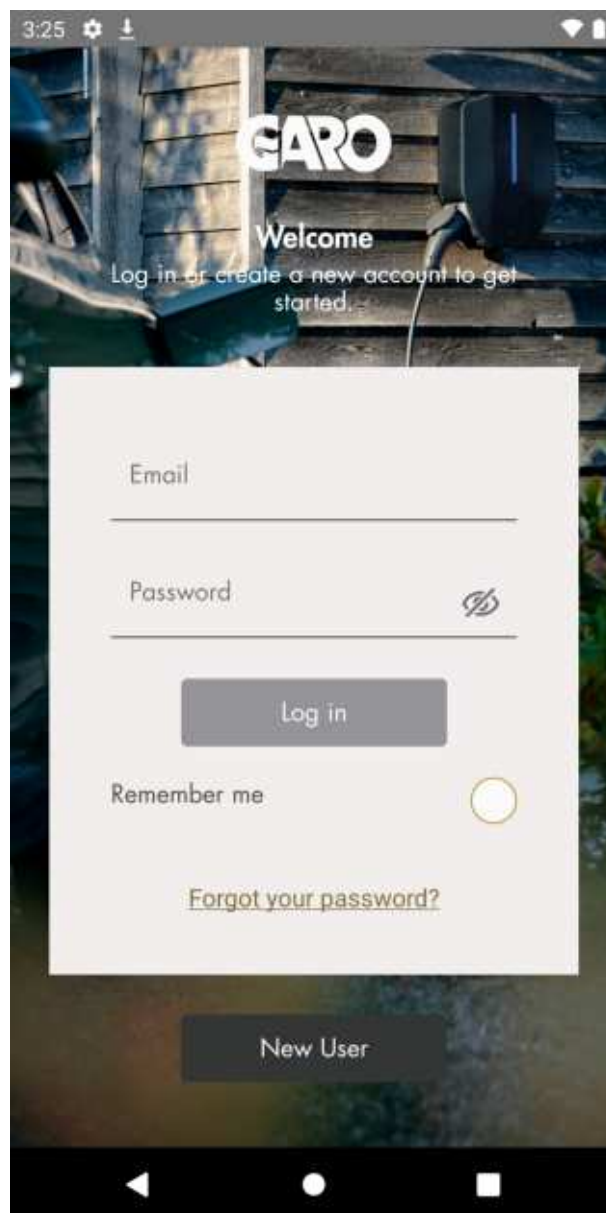 3:25
GARO
Welcome
Log in or create a new account to get
started.
Email
Password
Log in
Remember me
Forgot your password?
New User